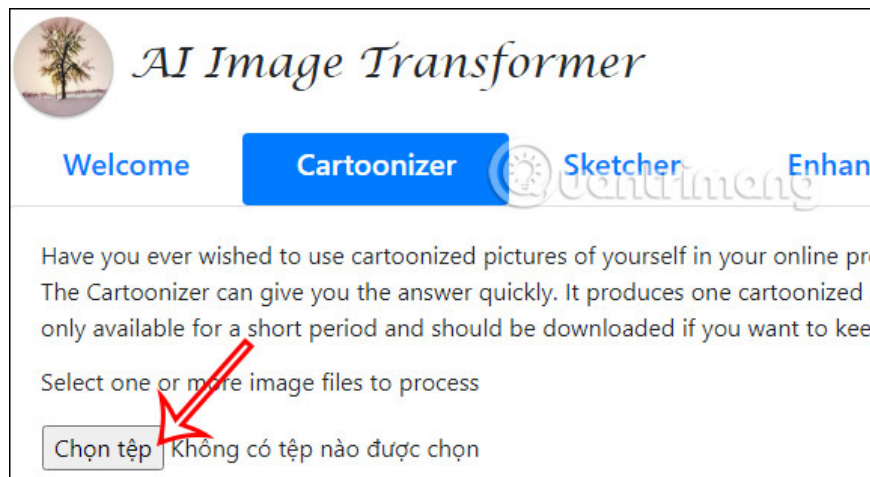 AI Image Transformer
Welcome Cartoonizer Sketcher Enhan
Quantrimang
Have you ever wished to use cartoonized pictures of yourself in your online pr
The Cartoonizer can give you the answer quickly. It produces one cartoonized
only available for a short period and should be downloaded if you want to kee
Select one or more image files to process
Chọn tệp Không có tệp nào được chọn